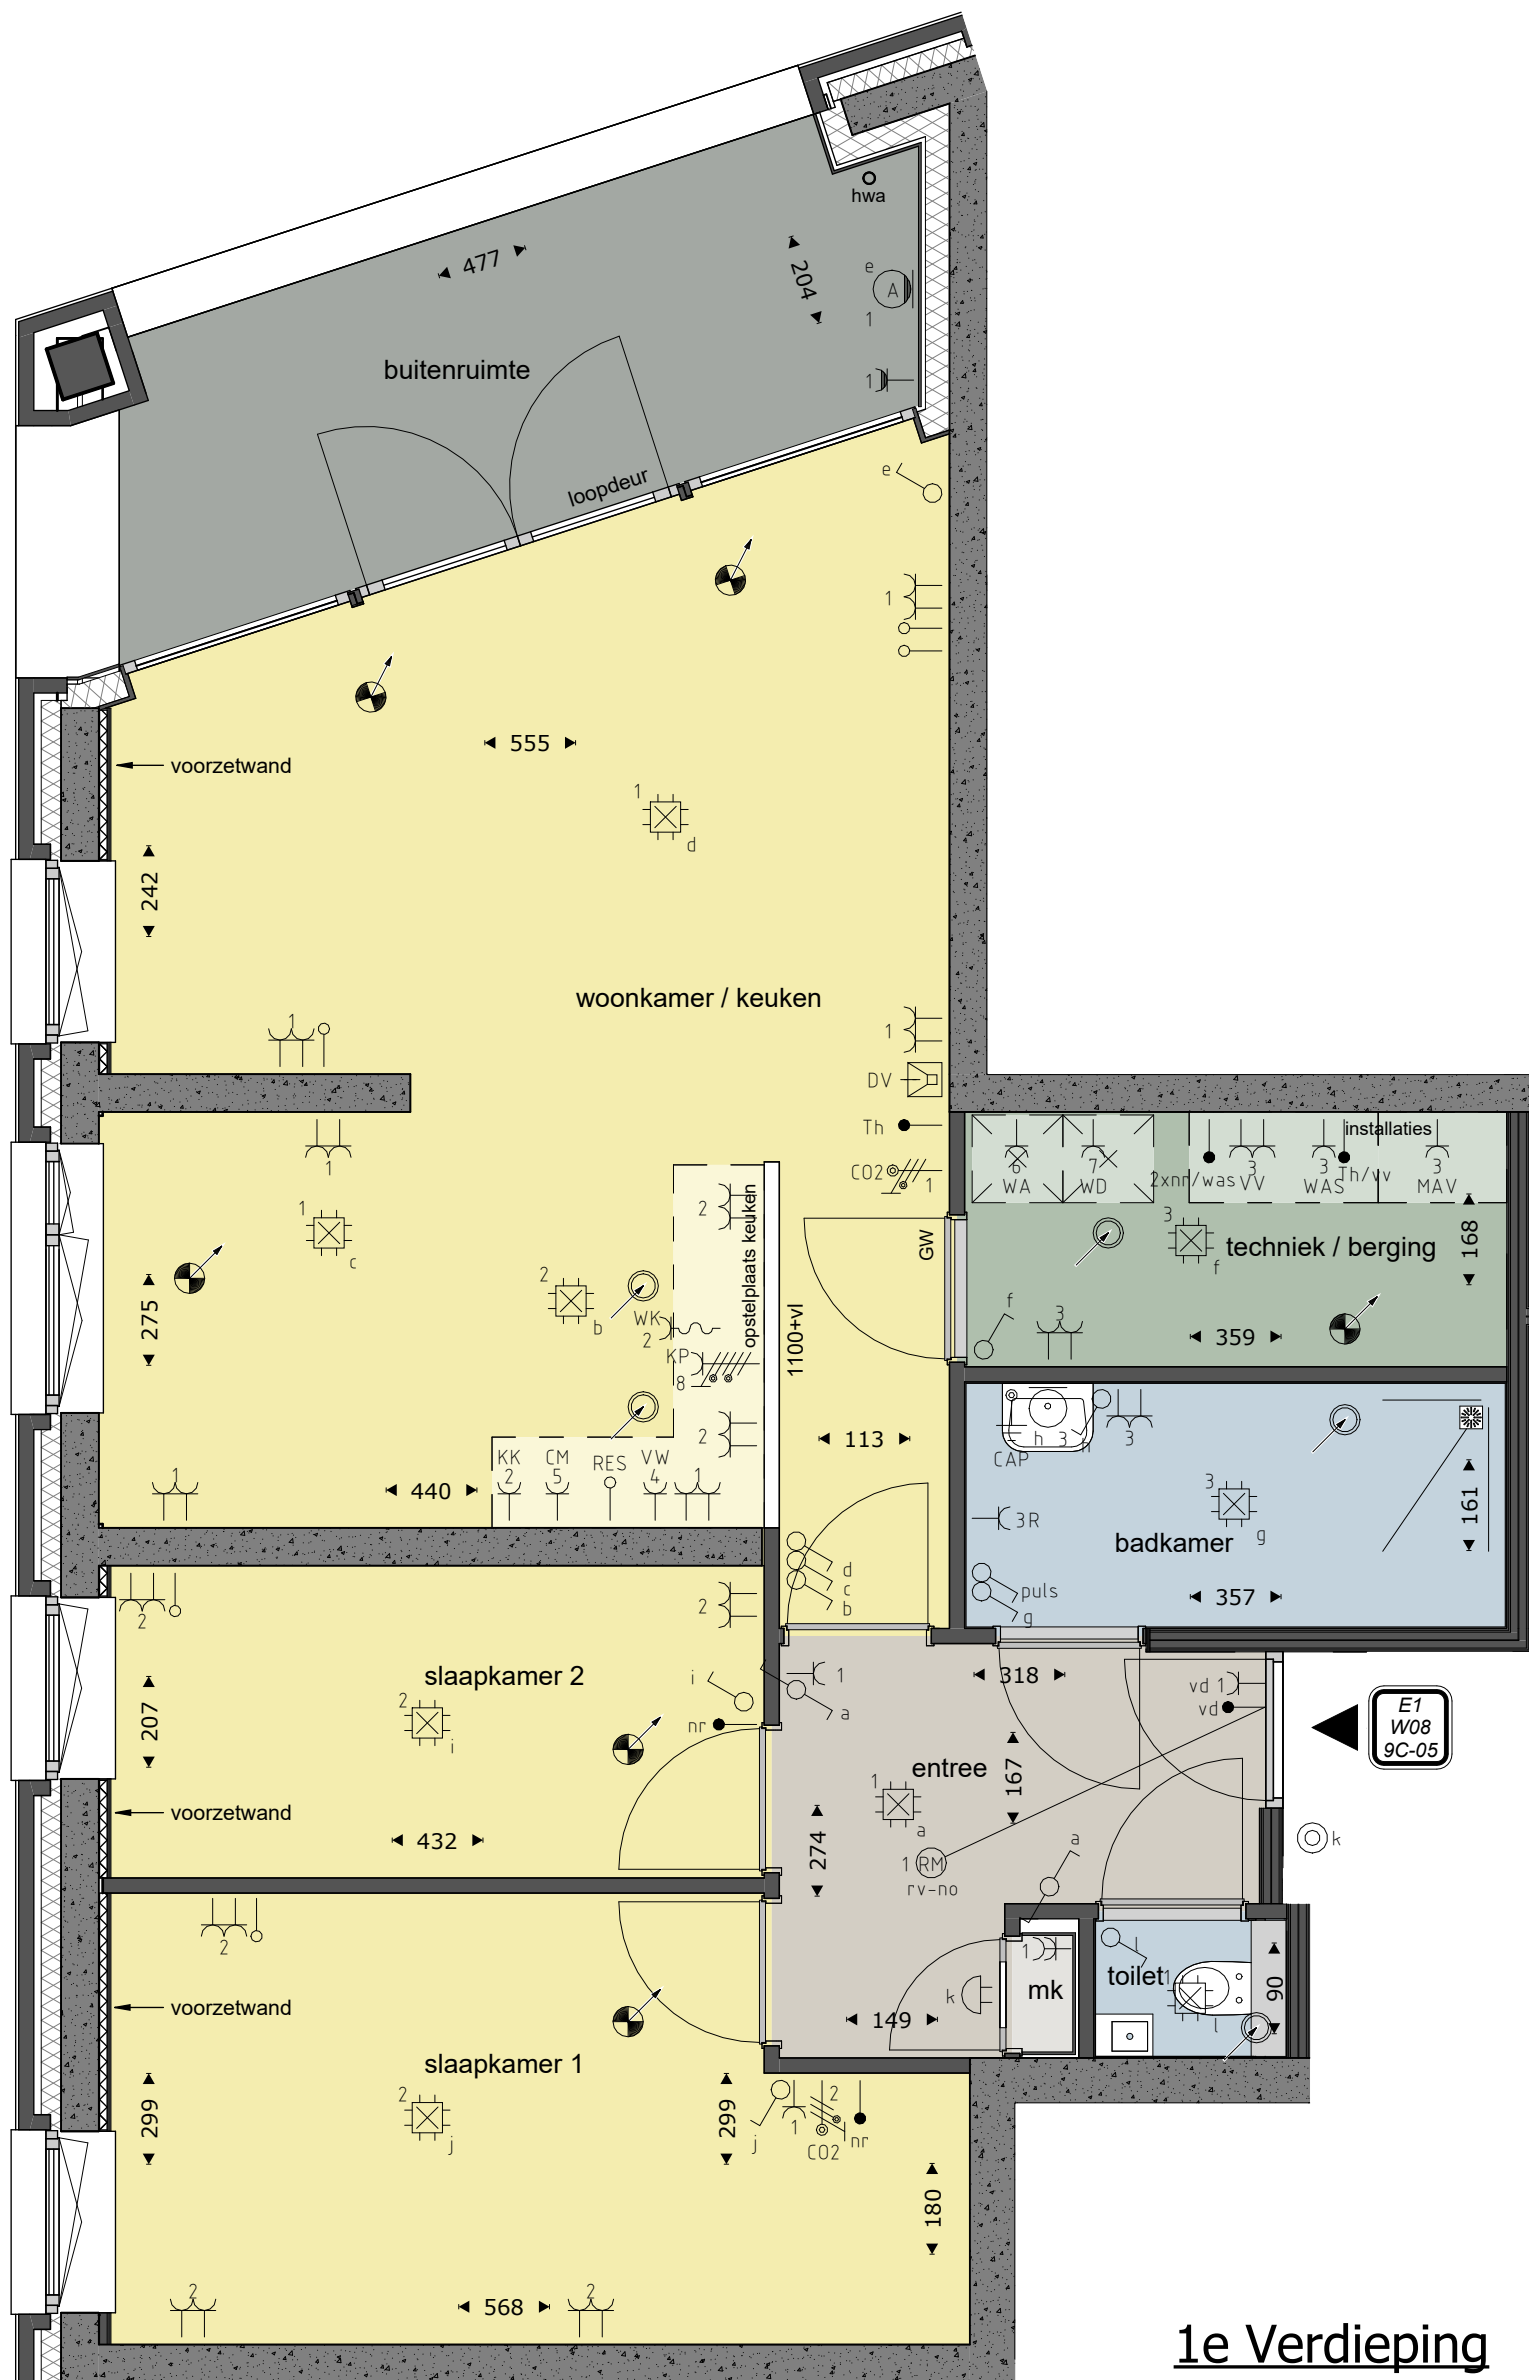 hwa
477
204
e
A
1
buitenruimte
1
loopdeur
e
1
555
voorzetwand
1
d
242
woonkamer / keuken
1
1
DV
Th
CO2
1
installaties
1
6
WA
7
WD
2xnr/was
3
VV
3
WAS
Th/vv
3
MAV
2
opstelplaats keuken
GW
168
1
c
3
f
techniek / berging
2
b
WK
2
275
1100+vl
f
3
359
KP
8
h
3
h
3
CAP
2
113
KK
2
CM
5
RES
VW
4
1
1
440
3R
3
g
161
badkamer
d
c
b
puls
g
357
2
2
slaapkamer 2
i
1
318
vd 1
207
2
i
nr
a
vd
E1
W08
9C-05
entree
167
voorzetwand
1
a
432
274
a
k
1
RM
rv-no
2
1
l
toilet
1
l
90
mk
k
voorzetwand
149
slaapkamer 1
299
2
j
299
j
1
2
CO2
nr
180
2
568
2
1e Verdieping